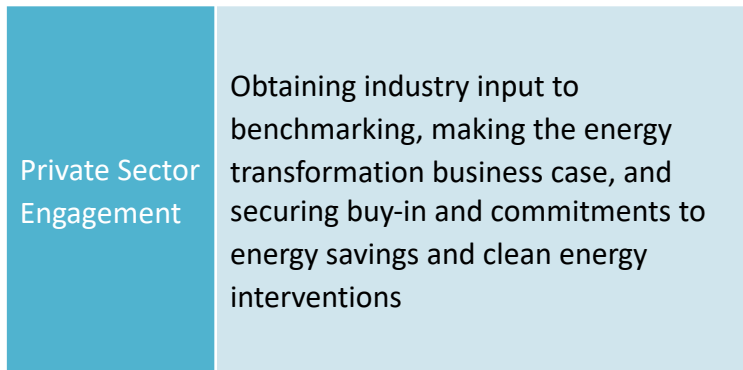 Private Sector
Engagement
Obtaining industry input to
benchmarking, making the energy
transformation business case, and
securing buy-in and commitments to
energy savings and clean energy
interventions